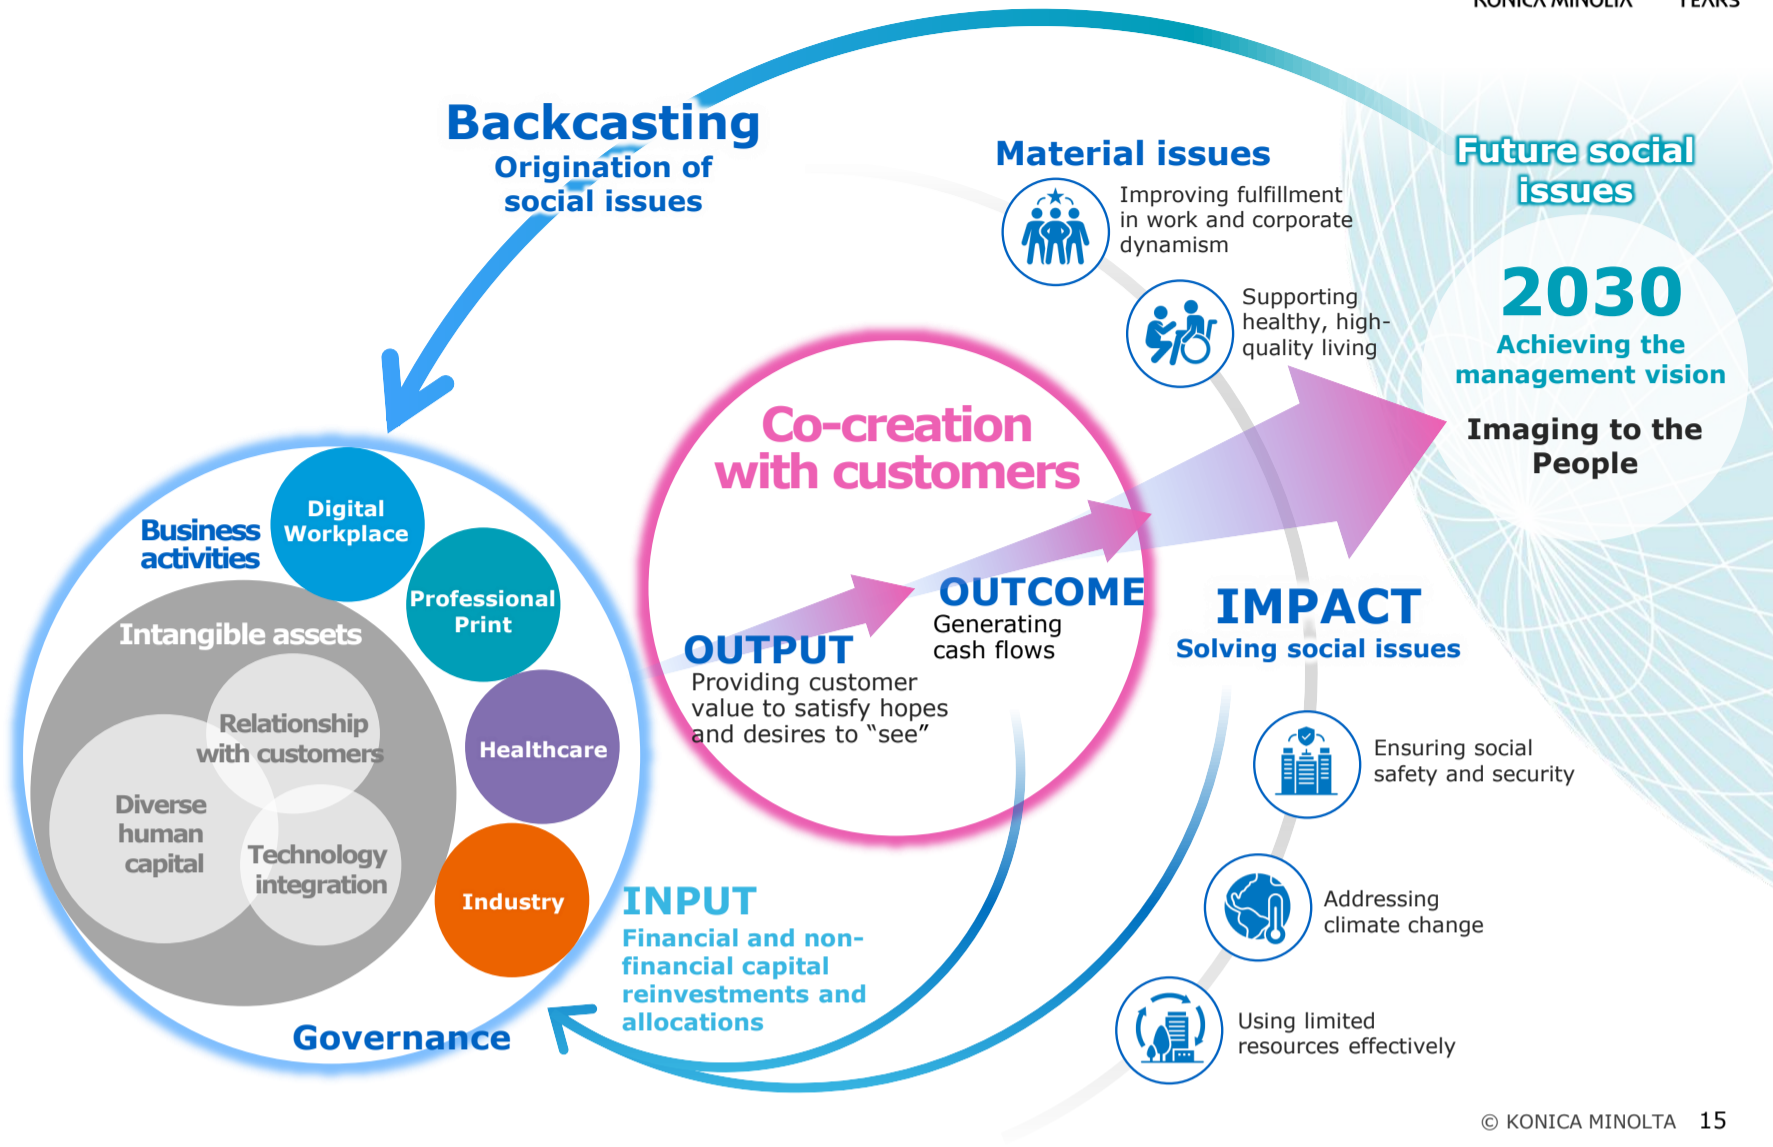 KONICA MINOLTA YEARS
Backcasting
Origination of
social issues
Material issues
Improving fulfillment
in work and corporate
dynamism
Supporting
healthy, high-
quality living
Future social
issues
2030
Achieving the
management vision
Imaging to the
People
Co-creation
with customers
OUTPUT
Providing customer
value to satisfy hopes
and desires to “see”
OUTCOME
Generating
cash flows
IMPACT
Solving social issues
Business
activities
Digital
Workplace
Professional
Print
Healthcare
Industry
Intangible assets
Relationship
with customers
Diverse
human
capital
Technology
integration
Governance
INPUT
Financial and non-
financial capital
reinvestments and
allocations
Ensuring social
safety and security
Addressing
climate change
Using limited
resources effectively
© KONICA MINOLTA 15